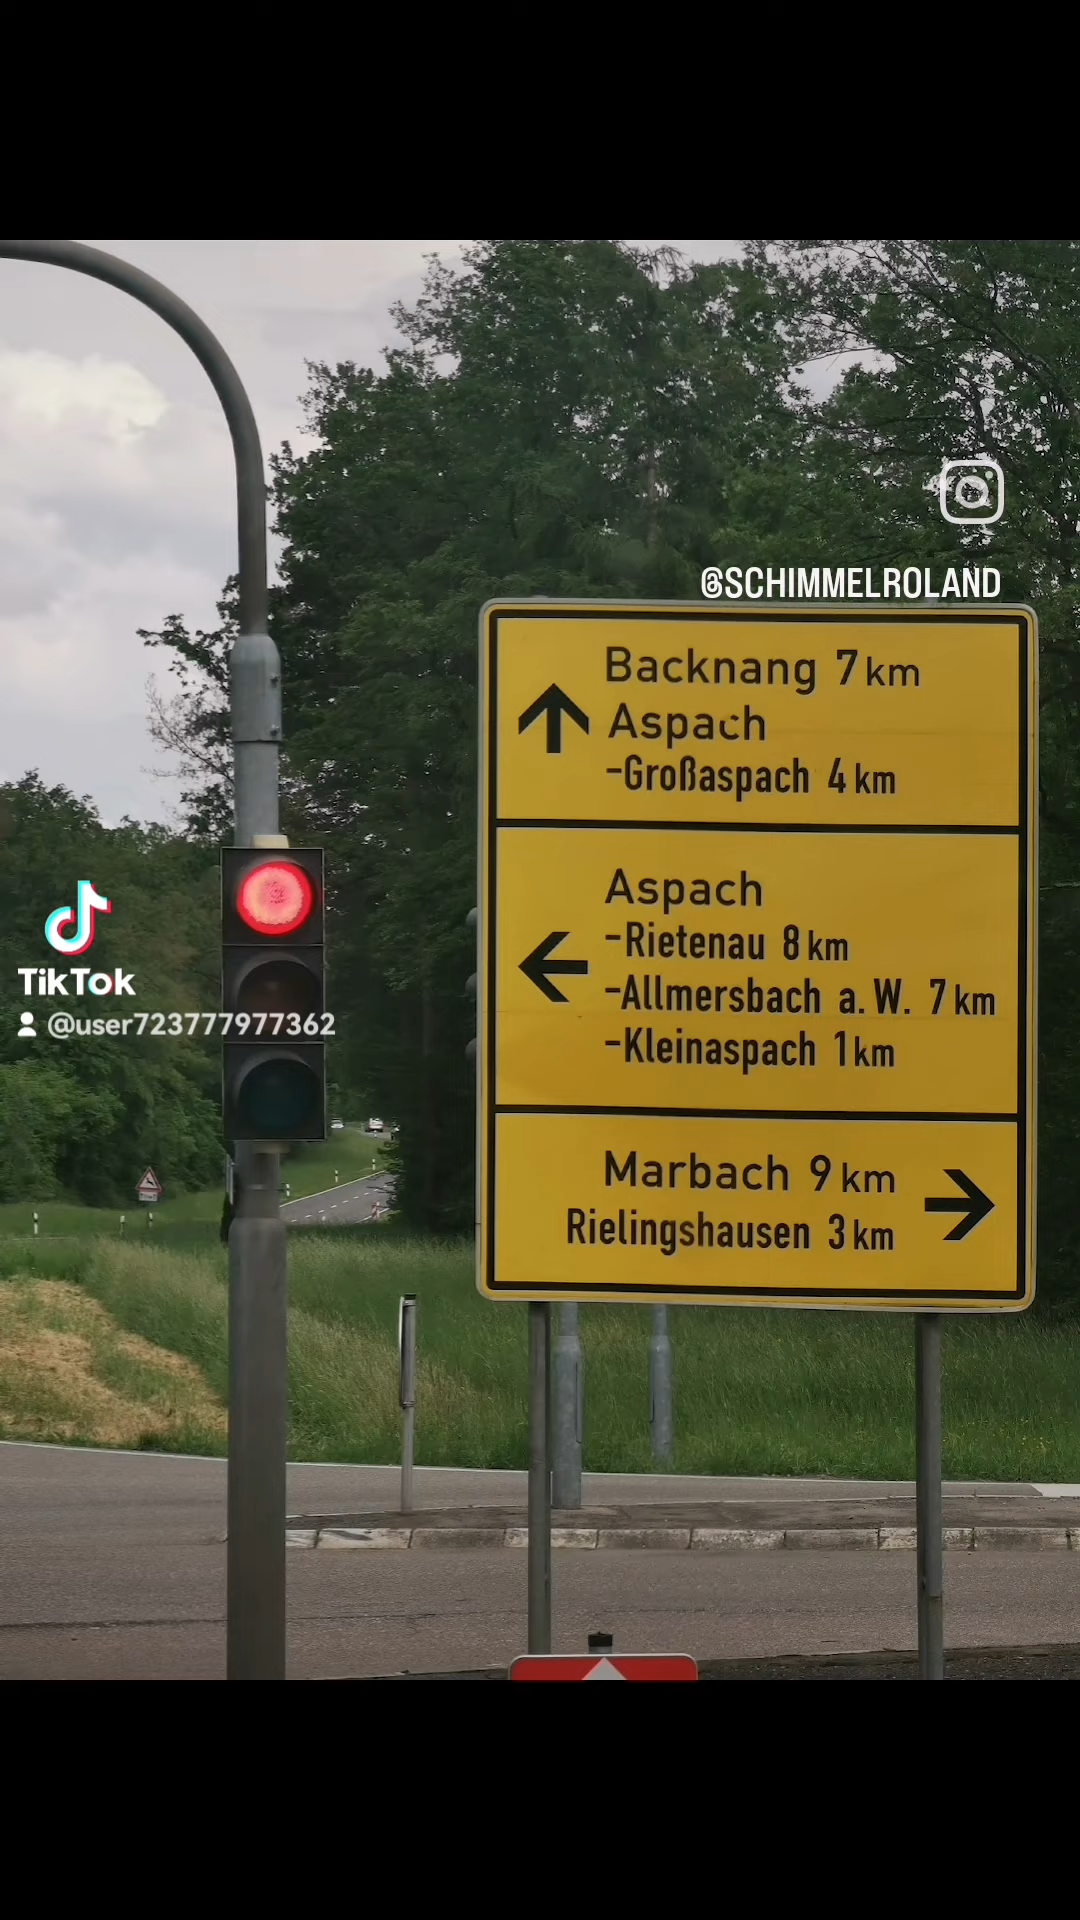 @SCHIMMELROLAND
Backnang 7 km
Aspach
-Großaspach 4 km
Aspach
-Rietenau 8 km
-Allmersbach a. W. 7 km
-Kleinaspach 1 km
Marbach 9 km
Rielingshausen 3 km
TikTok
@user723777977362